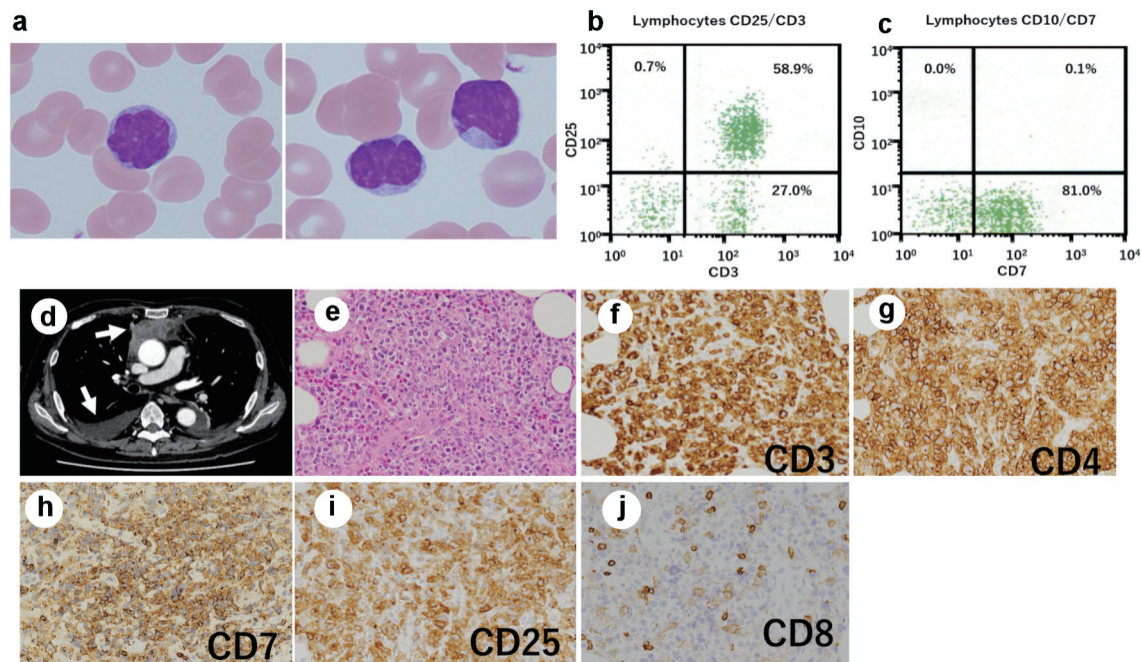 a
b
Lymphocytes CD25/CD3
c
Lymphocytes CD10/CD7
10⁴
0.7%
58.9%
10³
CD25
10²
10¹
27.0%
10⁰
10⁰
10¹
10²
10³
10⁴
CD3
10⁴
0.0%
0.1%
10³
CD10
10²
10¹
81.0%
10⁰
10⁰
10¹
10²
10³
10⁴
CD7
d
e
f
CD3
g
CD4
h
CD7
i
CD25
j
CD8